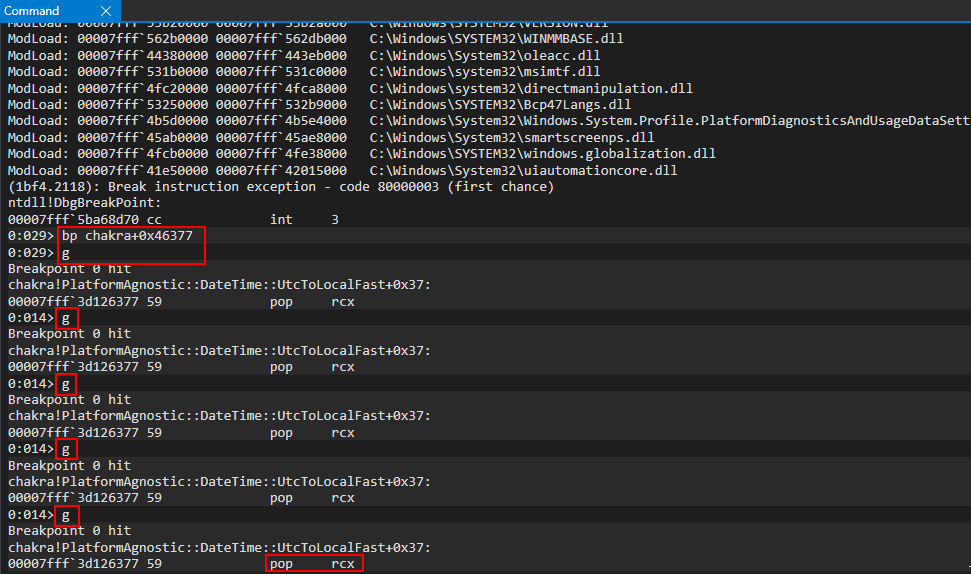 Command
ModLoad: 00007fff`53b20000 00007fff`53b2a000 C:\Windows\SYSTEM32\VERSION.dll
ModLoad: 00007fff`562b0000 00007fff`562db000 C:\Windows\SYSTEM32\WINMMBASE.dll
ModLoad: 00007fff`44380000 00007fff`443eb000 C:\Windows\System32\oleacc.dll
ModLoad: 00007fff`531b0000 00007fff`531c0000 C:\Windows\System32\msimtf.dll
ModLoad: 00007fff`4fc20000 00007fff`4fca8000 C:\Windows\system32\directmanipulation.dll
ModLoad: 00007fff`53250000 00007fff`532b9000 C:\Windows\SYSTEM32\Bcp47Langs.dll
ModLoad: 00007fff`4b5d0000 00007fff`4b5e4000 C:\Windows\System32\Windows.System.Profile.PlatformDiagnosticsAndUsageDataSett
ModLoad: 00007fff`45ab0000 00007fff`45ae8000 C:\Windows\System32\smartscreenps.dll
ModLoad: 00007fff`4fcb0000 00007fff`4fe38000 C:\Windows\SYSTEM32\windows.globalization.dll
ModLoad: 00007fff`41e50000 00007fff`42015000 C:\Windows\System32\uiautomationcore.dll
(1bf4.2118): Break instruction exception - code 80000003 (first chance)
ntdll!DbgBreakPoint:
00007fff`5ba68d70 cc int 3
0:029> bp chakra+0x46377
0:029> g
Breakpoint 0 hit
chakra!PlatformAgnostic::DateTime::UtcToLocalFast+0x37:
00007fff`3d126377 59 pop rcx
0:014> g
Breakpoint 0 hit
chakra!PlatformAgnostic::DateTime::UtcToLocalFast+0x37:
00007fff`3d126377 59 pop rcx
0:014> g
Breakpoint 0 hit
chakra!PlatformAgnostic::DateTime::UtcToLocalFast+0x37:
00007fff`3d126377 59 pop rcx
0:014> g
Breakpoint 0 hit
chakra!PlatformAgnostic::DateTime::UtcToLocalFast+0x37:
00007fff`3d126377 59 pop rcx
0:014> g
Breakpoint 0 hit
chakra!PlatformAgnostic::DateTime::UtcToLocalFast+0x37:
00007fff`3d126377 59 pop rcx